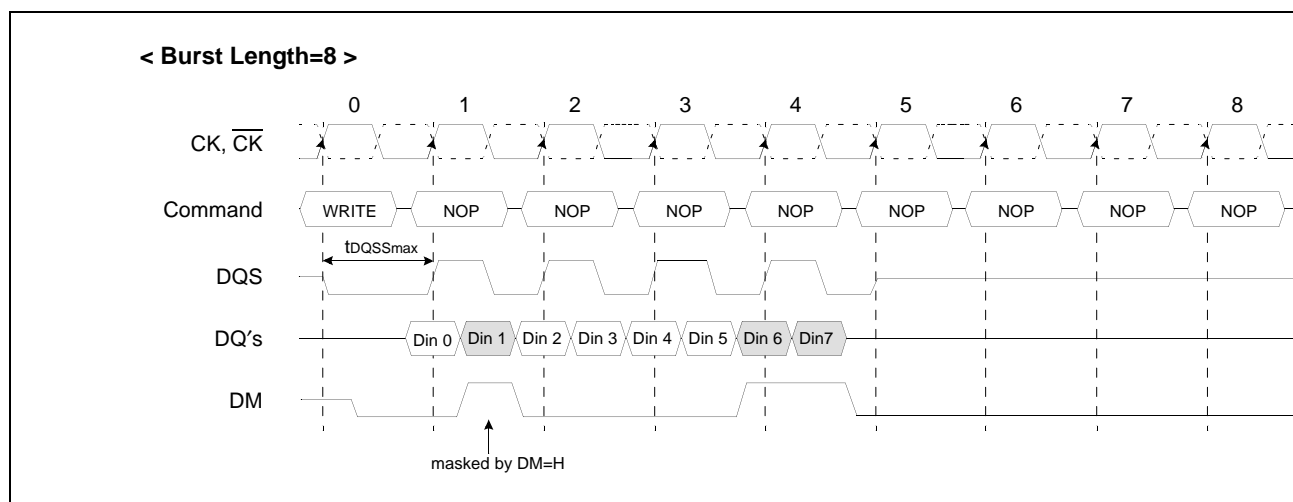 < Burst Length=8 >
0 1 2 3 4 5 6 7 8
CK, CK
Command WRITE NOP NOP NOP NOP NOP NOP NOP NOP
tDQSSmax
DQS
DQ′s Din 0 Din 1 Din 2 Din 3 Din 4 Din 5 Din 6 Din7
DM
masked by DM=H